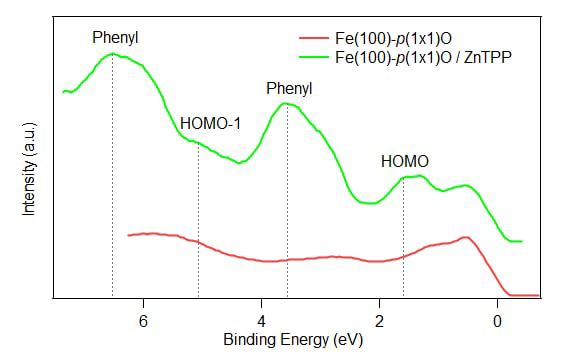 Phenyl
Fe(100)-p(1x1)O
Fe(100)-p(1x1)O / ZnTPP
Phenyl
HOMO-1
HOMO
Intensity (a.u.)
6 4 2 0
Binding Energy (eV)